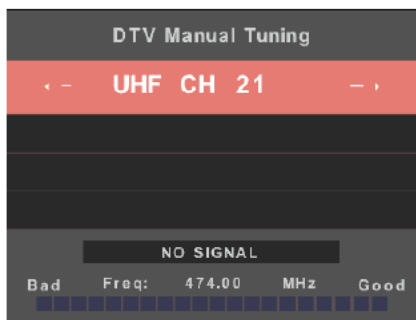 DTV Manual Tuning
UHF CH 21
NO SIGNAL
Bad Freq: 474.00 MHz Good